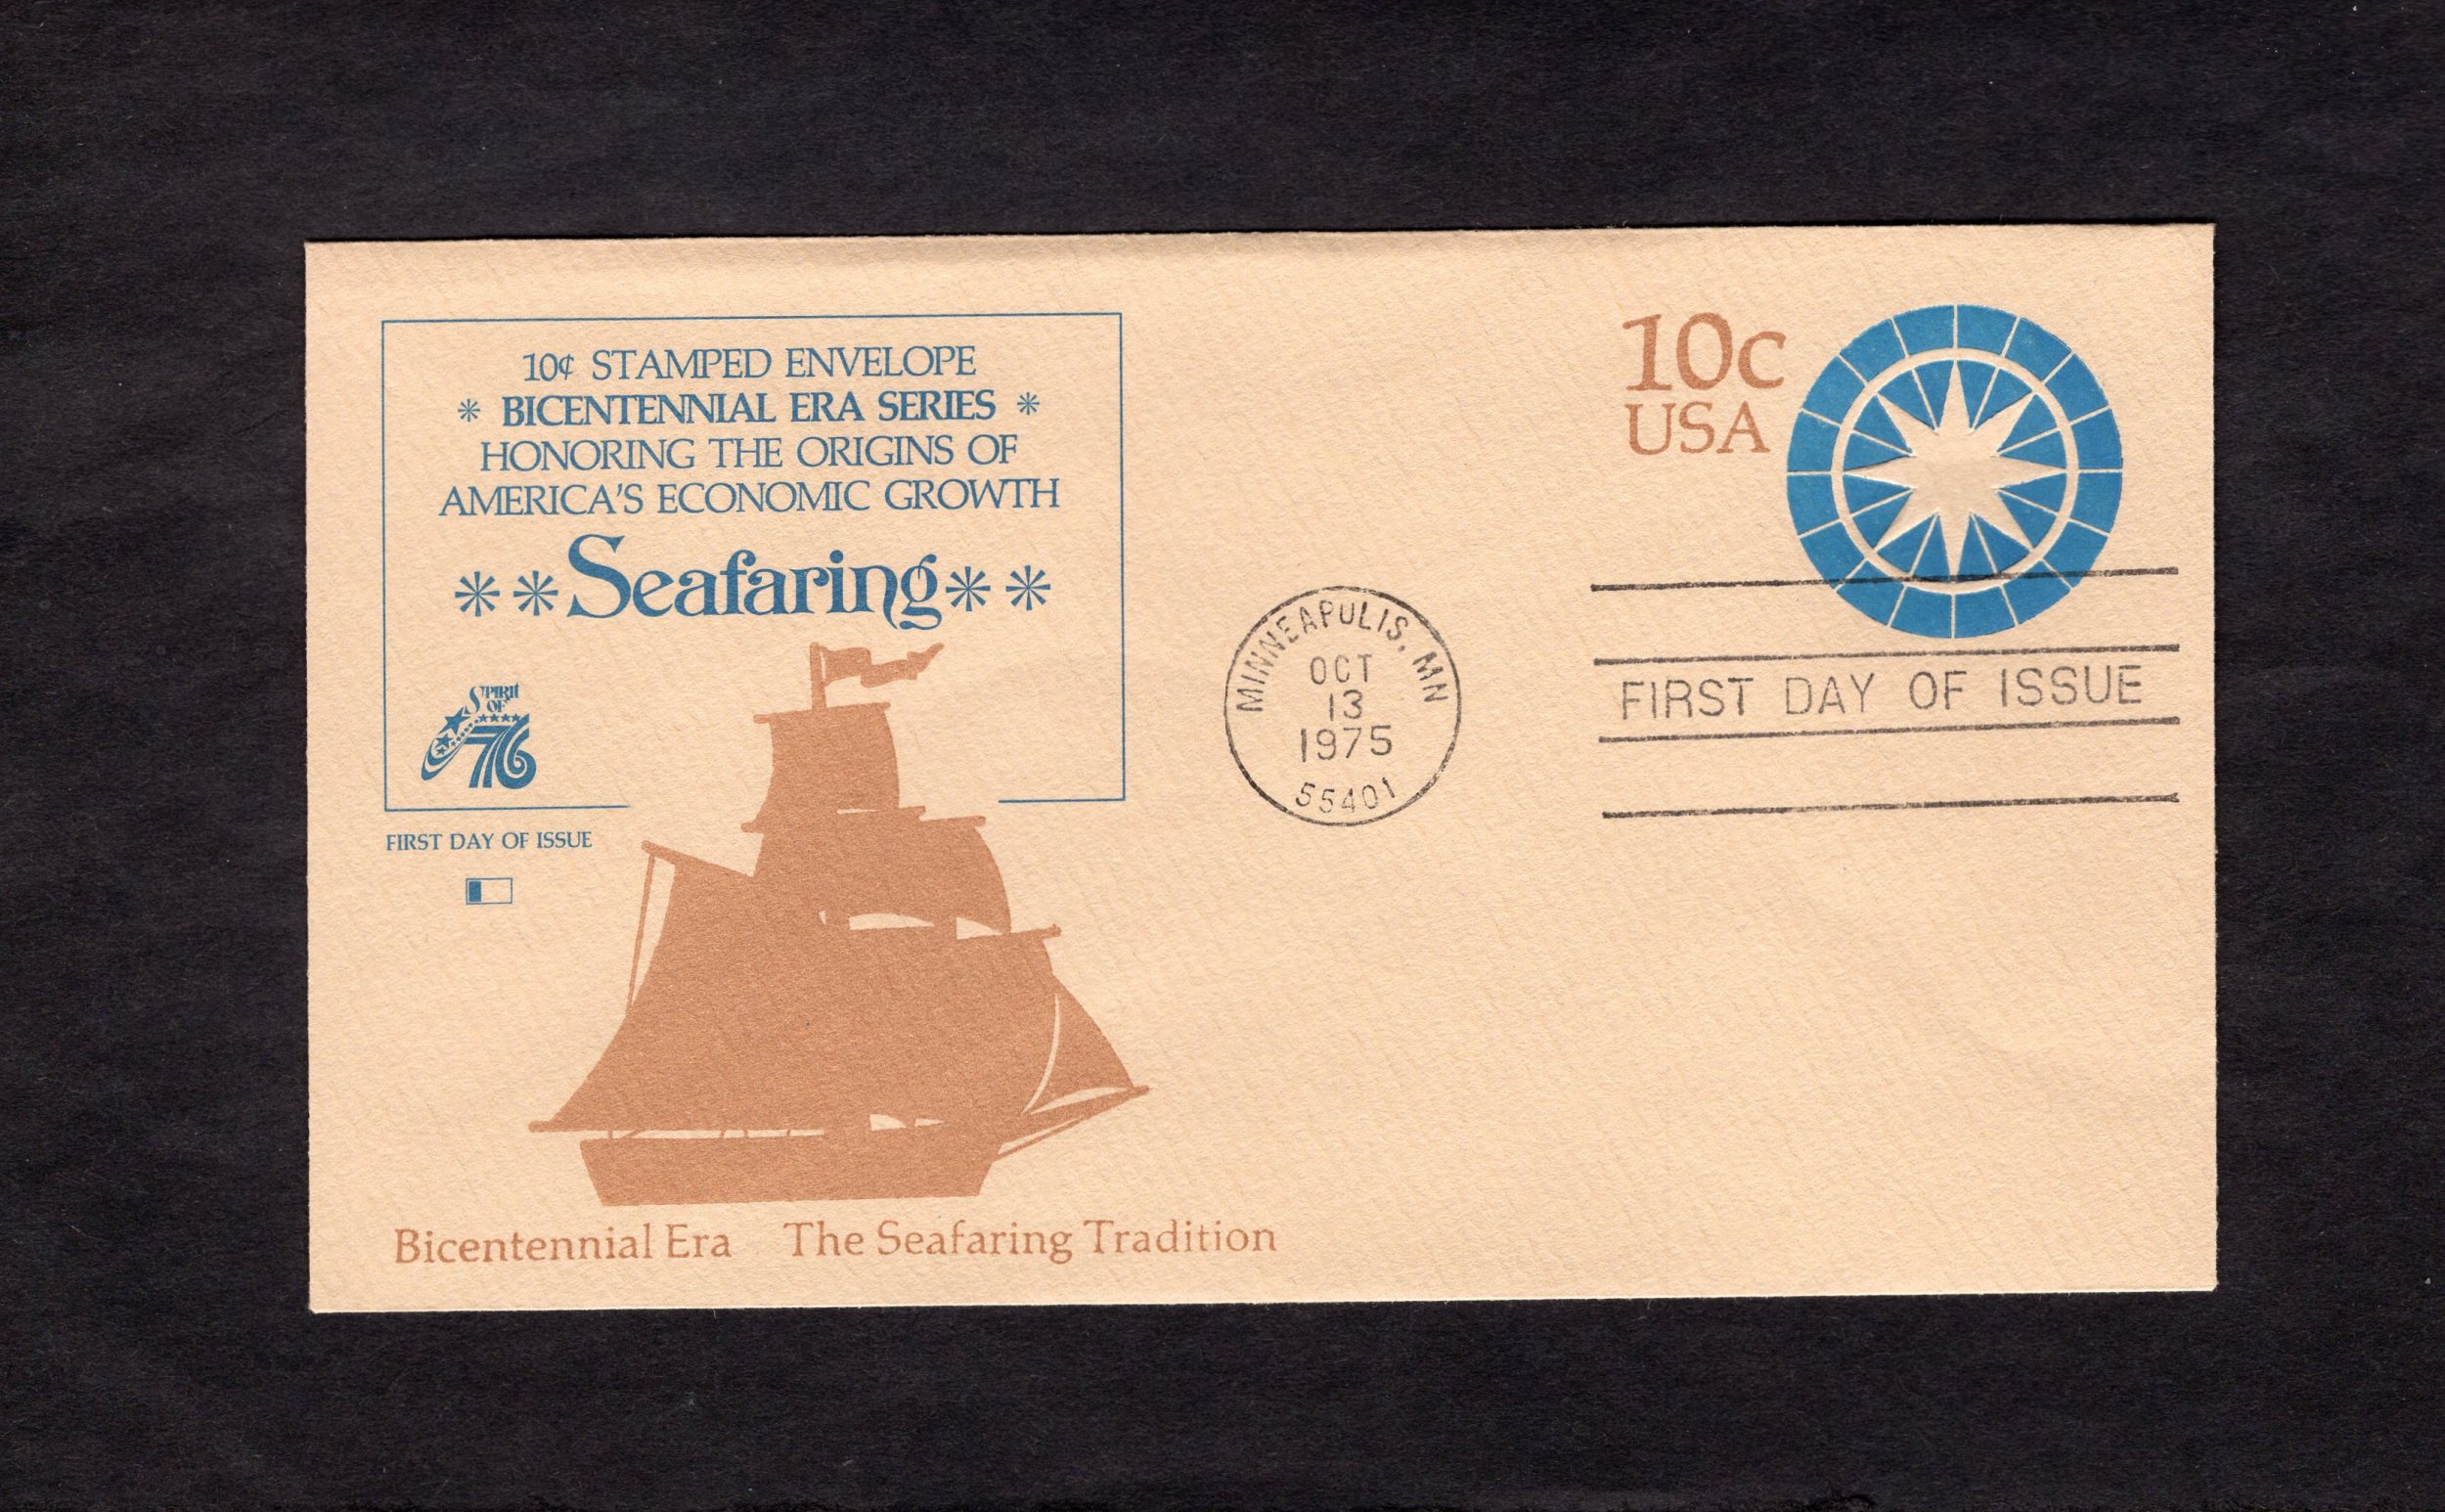 10¢ STAMPED ENVELOPE
* BICENTENNIAL ERA SERIES *
HONORING THE ORIGINS OF
AMERICA'S ECONOMIC GROWTH
**Seafaring**
SPIRIT
OF
76
FIRST DAY OF ISSUE
Bicentennial Era The Seafaring Tradition
MINNEAPOLIS, MN
OCT
13
1975
55401
10c
USA
FIRST DAY OF ISSUE